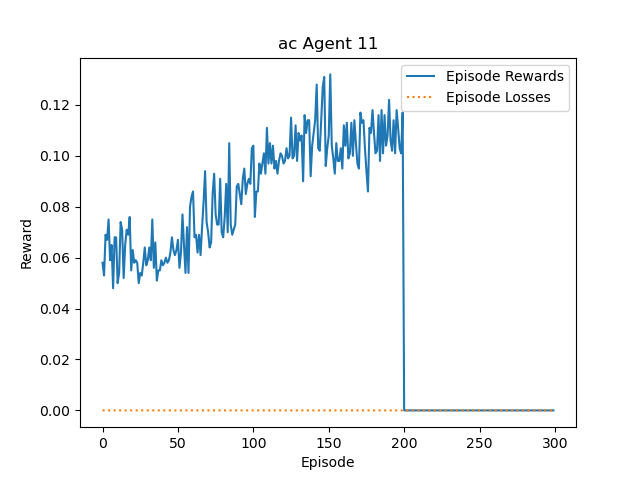 ac Agent 11
Episode Rewards
Episode Losses
Reward
0.12
0.10
0.08
0.06
0.04
0.02
0.00
0 50 100 150 200 250 300
Episode